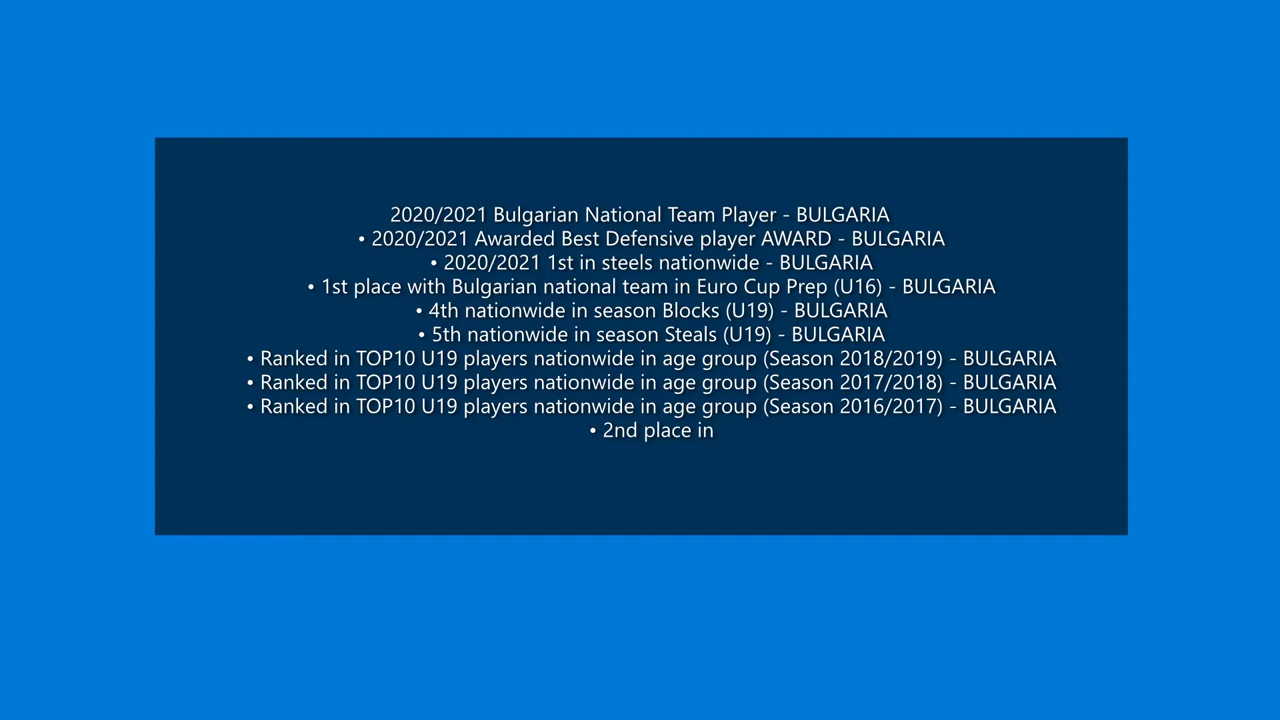 2020/2021 Bulgarian National Team Player - BULGARIA
• 2020/2021 Awarded Best Defensive player AWARD - BULGARIA
• 2020/2021 1st in steels nationwide - BULGARIA
• 1st place with Bulgarian national team in Euro Cup Prep (U16) - BULGARIA
• 4th nationwide in season Blocks (U19) - BULGARIA
• 5th nationwide in season Steals (U19) - BULGARIA
• Ranked in TOP10 U19 players nationwide in age group (Season 2018/2019) - BULGARIA
• Ranked in TOP10 U19 players nationwide in age group (Season 2017/2018) - BULGARIA
• Ranked in TOP10 U19 players nationwide in age group (Season 2016/2017) - BULGARIA
• 2nd place in